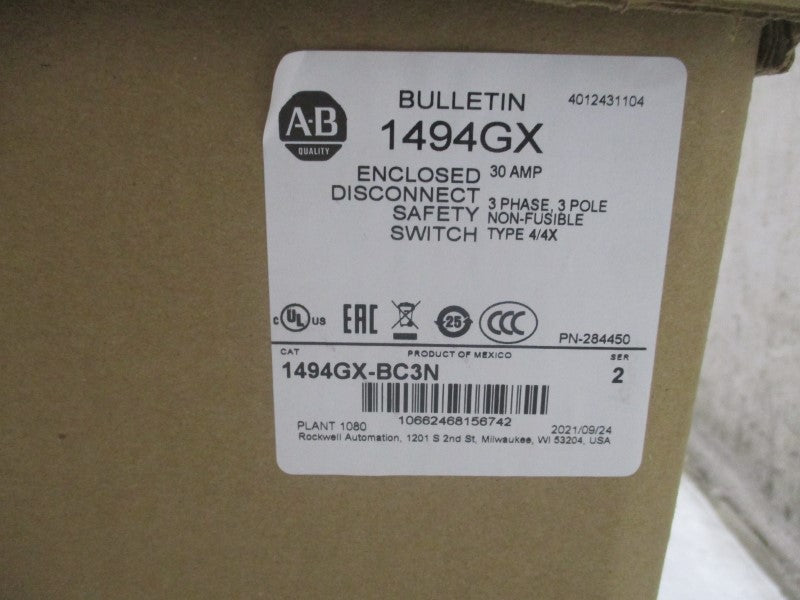 A-B
QUALITY
BULLETIN
4012431104
1494GX
ENCLOSED
DISCONNECT
SAFETY
SWITCH
30 AMP
3 PHASE, 3 POLE
NON-FUSIBLE
TYPE 4/4X
C UL US
EAC
25
CCC
PN-284450
CAT
PRODUCT OF MEXICO
SER
1494GX-BC3N
2
10662468156742
PLANT 1080
2021/09/24
Rockwell Automation, 1201 S 2nd St, Milwaukee, WI 53204, USA